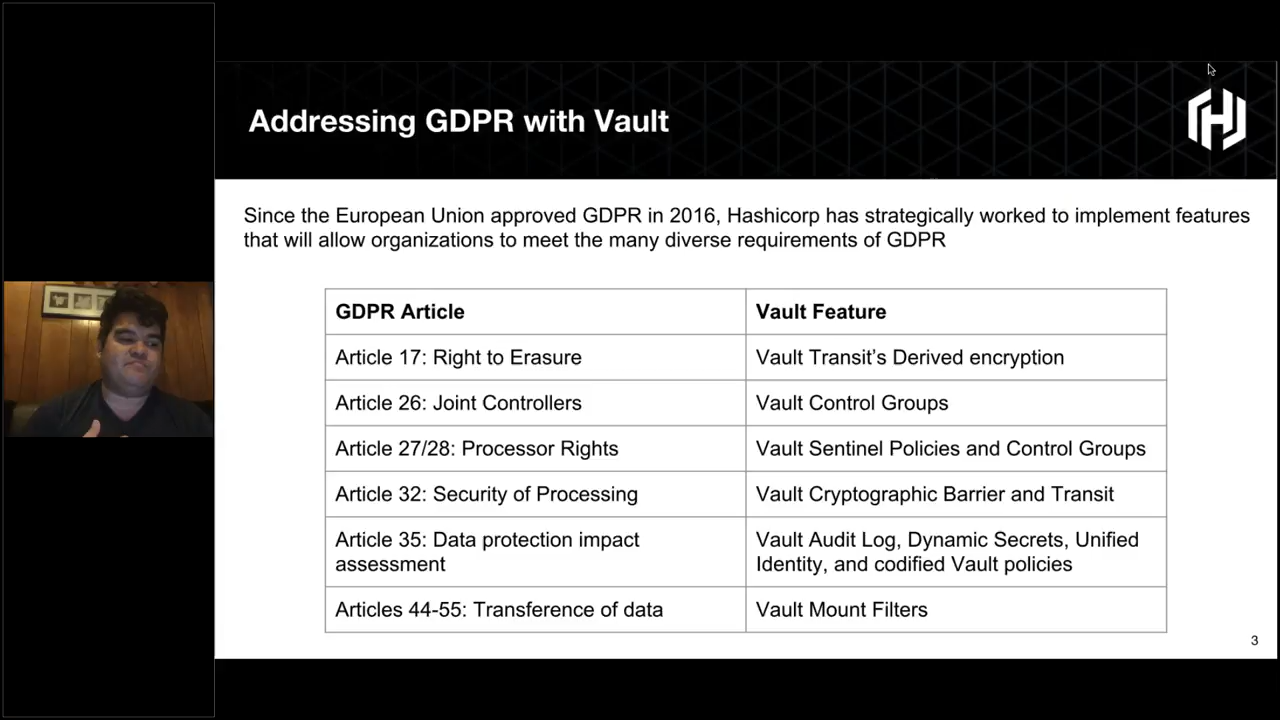 Addressing GDPR with Vault
Since the European Union approved GDPR in 2016, Hashicorp has strategically worked to implement features
that will allow organizations to meet the many diverse requirements of GDPR
GDPR Article
Vault Feature
Article 17: Right to Erasure
Vault Transit's Derived encryption
Article 26: Joint Controllers
Vault Control Groups
Article 27/28: Processor Rights
Vault Sentinel Policies and Control Groups
Article 32: Security of Processing
Vault Cryptographic Barrier and Transit
Article 35: Data protection impact
assessment
Vault Audit Log, Dynamic Secrets, Unified
Identity, and codified Vault policies
Articles 44-55: Transference of data
Vault Mount Filters
3